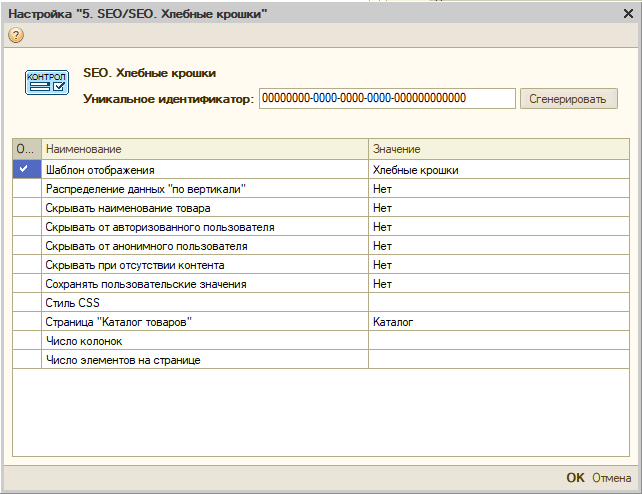 Настройка "5. SEO/SEO. Хлебные крошки"
?
КОНТРОЛ
SEO. Хлебные крошки
Уникальное идентификатор: 00000000-0000-0000-0000-000000000000 Сгенерировать
О... Наименование Значение
Шаблон отображения Хлебные крошки
Распределение данных "по вертикали" Нет
Скрывать наименование товара Нет
Скрывать от авторизованного пользователя Нет
Скрывать от анонимного пользователя Нет
Скрывать при отсутствии контента Нет
Сохранять пользовательские значения Нет
Стиль CSS
Страница "Каталог товаров" Каталог
Число колонок
Число элементов на странице
OK Отмена